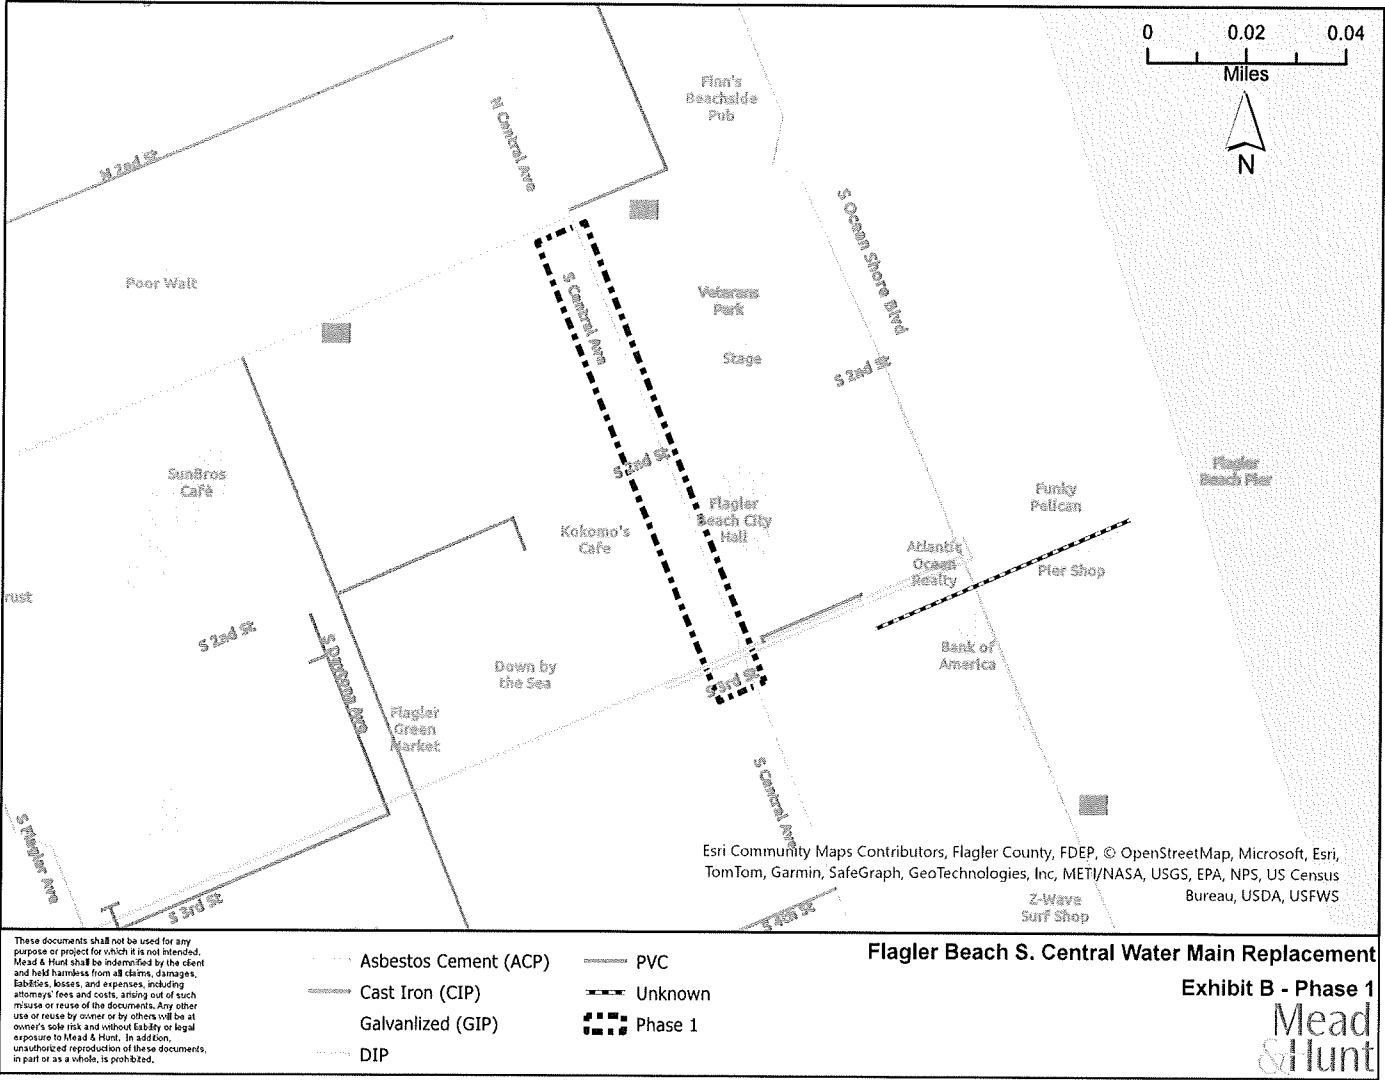 0 0.02 0.04
Miles
N
Finn's
Beachside
Pub
N Central Ave
N 2nd St
S Ocean Shore Blvd
Poor Walt
S Central Ave
Veterans
Park
Stage
S 2nd St
SunBros
Café
S 2nd St
Flagler
Beach Pier
Funky
Pelican
Flagler
Beach City
Hall
Kokomo's
Cafe
Atlantic
Ocean
Realty
Pier Shop
rust
S 2nd St
S Daytona Ave
Bank of
America
Down by
the Sea
S 3rd St
Flagler
Green
Market
S Central Ave
S Flagler Ave
S 3rd St
S 4th St
Z-Wave
Surf Shop
Esri Community Maps Contributors, Flagler County, FDEP, © OpenStreetMap, Microsoft, Esri,
TomTom, Garmin, SafeGraph, GeoTechnologies, Inc, METI/NASA, USGS, EPA, NPS, US Census
Bureau, USDA, USFWS
These documents shall not be used for any
purpose or project for which it is not intended.
Mead & Hunt shall be indemnified by the client
and held harmless from all claims, damages,
liabilities, losses, and expenses, including
attorneys' fees and costs, arising out of such
misuse or reuse of the documents. Any other
use or reuse by owner or by others will be at
owner's sole risk and without liability or legal
exposure to Mead & Hunt. In addition,
unauthorized reproduction of these documents,
in part or as a whole, is prohibited.
Asbestos Cement (ACP)
Cast Iron (CIP)
Galvanlized (GIP)
DIP
PVC
Unknown
Phase 1
Flagler Beach S. Central Water Main Replacement
Exhibit B - Phase 1
Mead
&Hunt